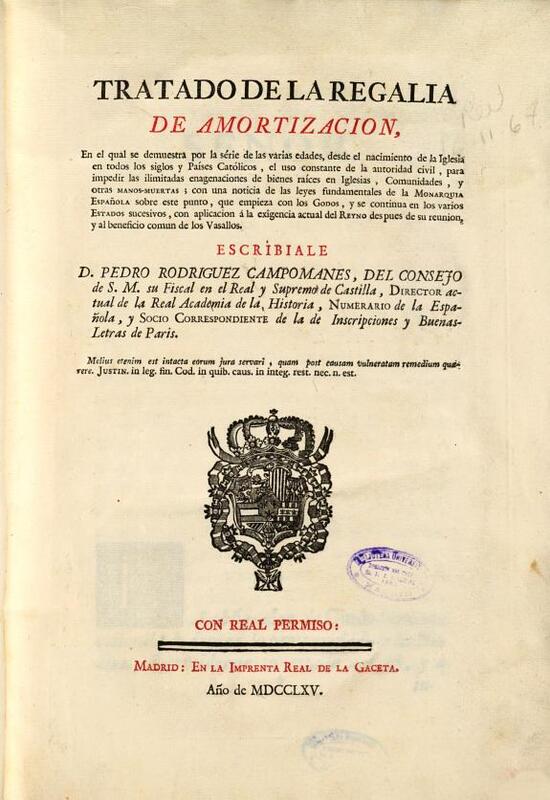 TRATADO DE LA REGALIA
DE AMORTIZACION,
En el qual se demuestra por la série de las varias edades, desde el nacimiento de la Iglesia
en todos los siglos y Países Católicos, el uso constante de la autoridad civil, para
impedir las ilimitadas enagenaciones de bienes raíces en Iglesias, Comunidades, y
otras MANOS-MUERTAS; con una noticia de las leyes fundamentales de la MONARQUIA
ESPAÑOLA sobre este punto, que empieza con los GODOS, y se continua en los varios
ESTADOS sucesivos, con aplicacion á la exîgencia actual del REYNO despues de su reunion,
y al beneficio comun de los Vasallos.
ESCRÍBIALE
D. PEDRO RODRIGUEZ CAMPOMANES, DEL CONSEJO
de S. M. su Fiscal en el Real y Supremo de Castilla, DIRECTOR ac-
tual de la Real Academia de la Historia, NUMERARIO de la Espa-
ñola, y SOCIO CORRESPONDIENTE de la de Inscripciones y Buenas-
Letras de Paris.
Melius etenim est intacta eorum jura servari, quam post causam vulneratam remedium quæ-
rere. JUSTIN. in leg. fin. Cod. in quib. caus. in integ. rest. nec. n. est.
CON REAL PERMISO:
MADRID: EN LA IMPRENTA REAL DE LA GACETA.
Año de MDCCLXV.